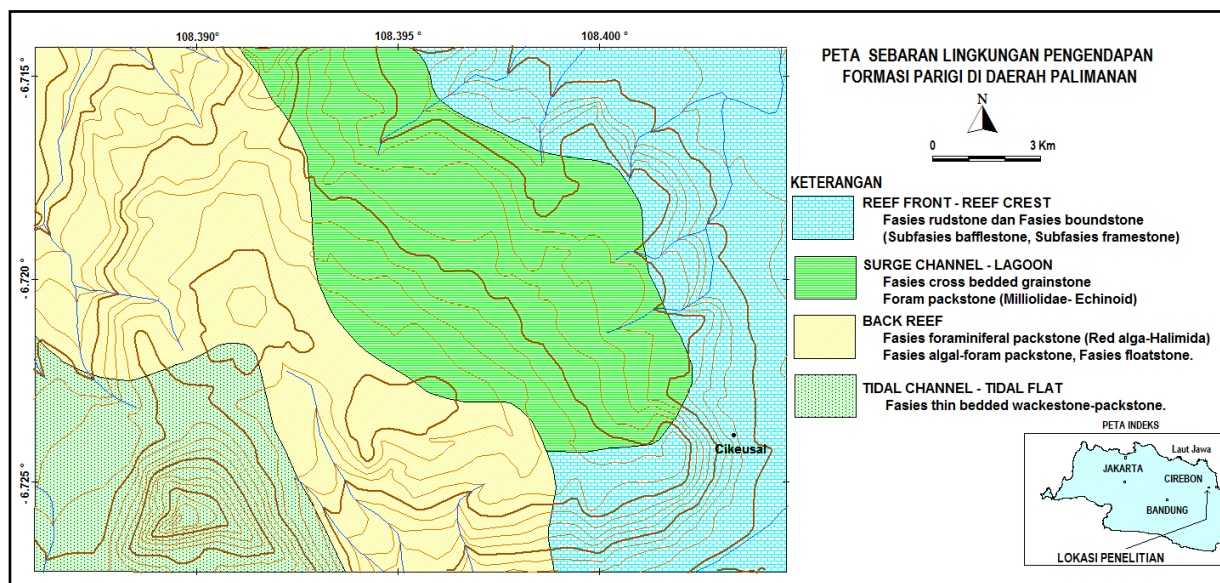 108.390
108.395
108.400
-6.715°
-6.720
-6.725
Cikeusal
PETA SEBARAN LINGKUNGAN PENGENDAPAN
FORMASI PARIGI DI DAERAH PALIMANAN
N
0 3 Km
KETERANGAN
REEF FRONT - REEF CREST
Fasies rudstone dan Fasies boundstone
(Subfasies bafflestone, Subfasies framestone)
SURGE CHANNEL - LAGOON
Fasies cross bedded grainstone
Foram packstone (Milliolidae- Echinoid)
BACK REEF
Fasies foraminiferal packstone (Red alga-Halimida)
Fasies algal-foram packstone, Fasies floatstone.
TIDAL CHANNEL - TIDAL FLAT
Fasies thin bedded wackestone-packstone.
PETA INDEKS
Laut Jawa
JAKARTA
CIREBON
BANDUNG
LOKASI PENELITIAN